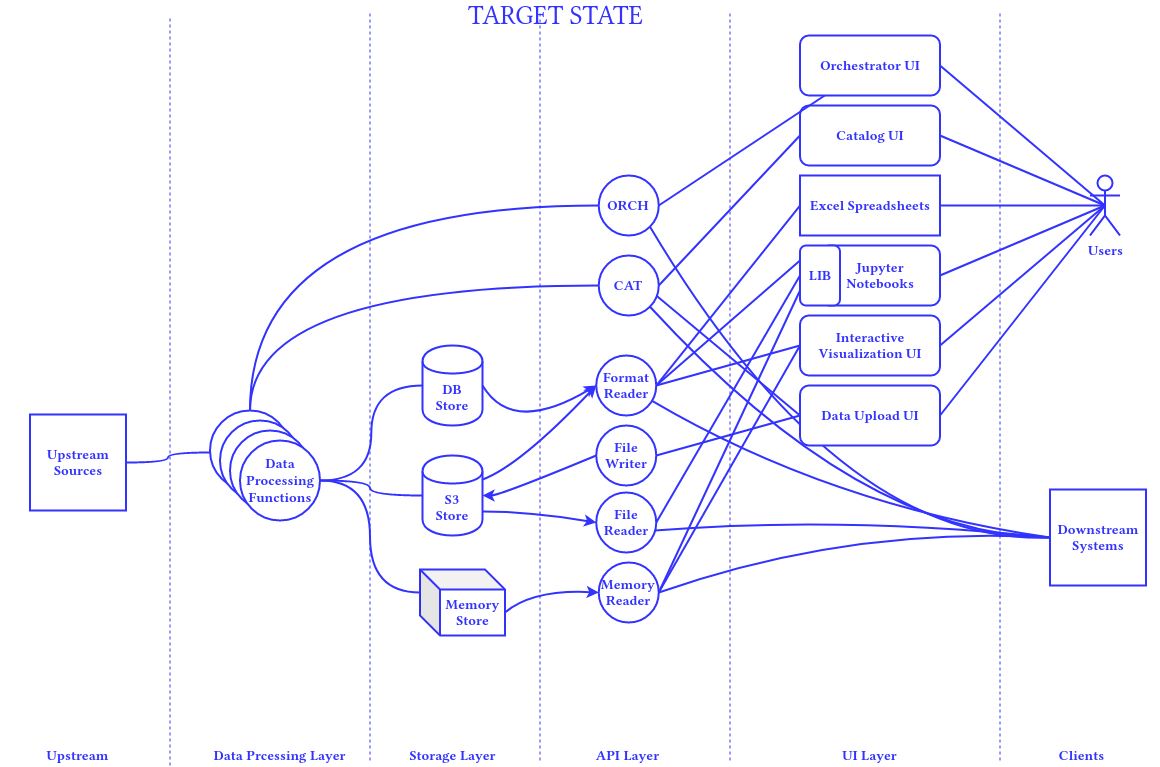 TARGET STATE
Orchestrator UI
Catalog UI
ORCH
Excel Spreadsheets
Users
CAT
LIB
Jupyter
Notebooks
Interactive
Visualization UI
DB
Store
Format
Reader
Data Upload UI
Upstream
Sources
Data
Processing
Functions
File
Writer
S3
Store
File
Reader
Downstream
Systems
Memory
Store
Memory
Reader
Upstream
Data Prcessing Layer
Storage Layer
API Layer
UI Layer
Clients